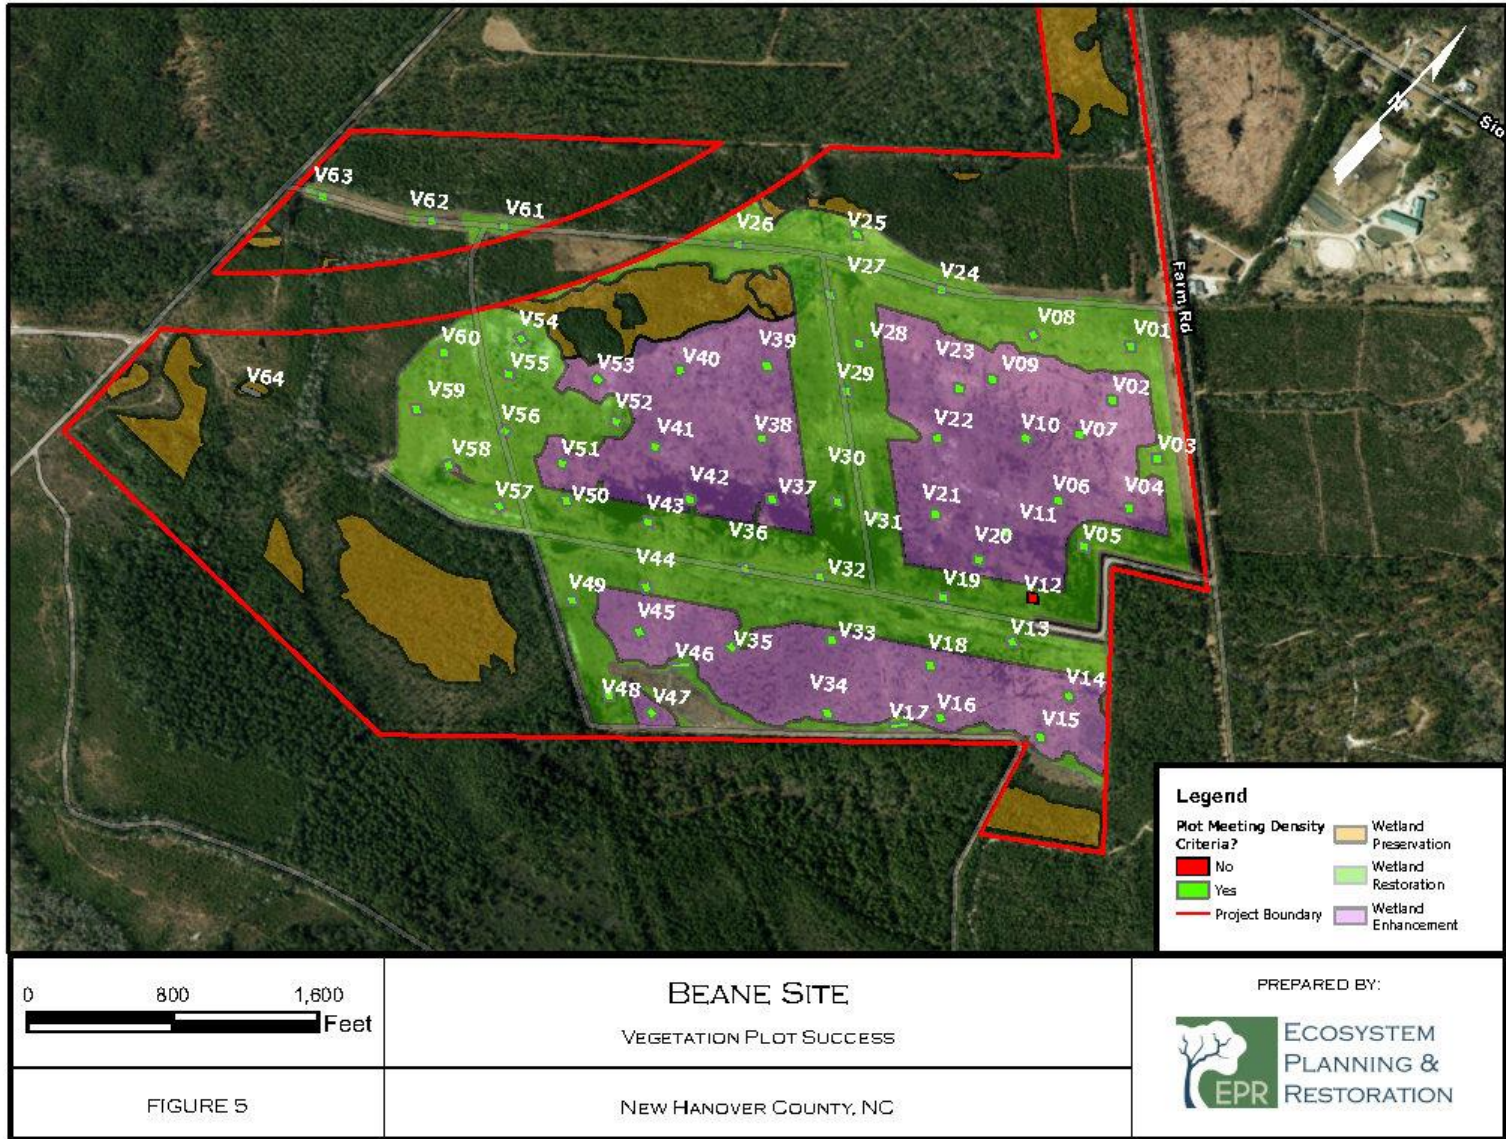 Sio
N
V63
V62
V61
V26
V25
V27
V24
Farm Rd
V08
V01
V54
V60
V55
V53
V40
V39
V28
V23
V09
V02
V64
V59
V52
V29
V56
V41
V38
V22
V10
V07
V03
V58
V51
V57
V50
V42
V37
V30
V21
V06
V04
V43
V36
V31
V11
V20
V05
V44
V32
V19
V12
V49
V45
V35
V33
V18
V13
V46
V14
V48
V47
V34
V17
V16
V15
Legend
Plot Meeting Density
Criteria?
No
Yes
Project Boundary
Wetland
Preservation
Wetland
Restoration
Wetland
Enhancement
0 800 1,600
Feet
BEANE SITE
VEGETATION PLOT SUCCESS
FIGURE 5
NEW HANOVER COUNTY, NC
PREPARED BY:
EPR
ECOSYSTEM
PLANNING &
RESTORATION